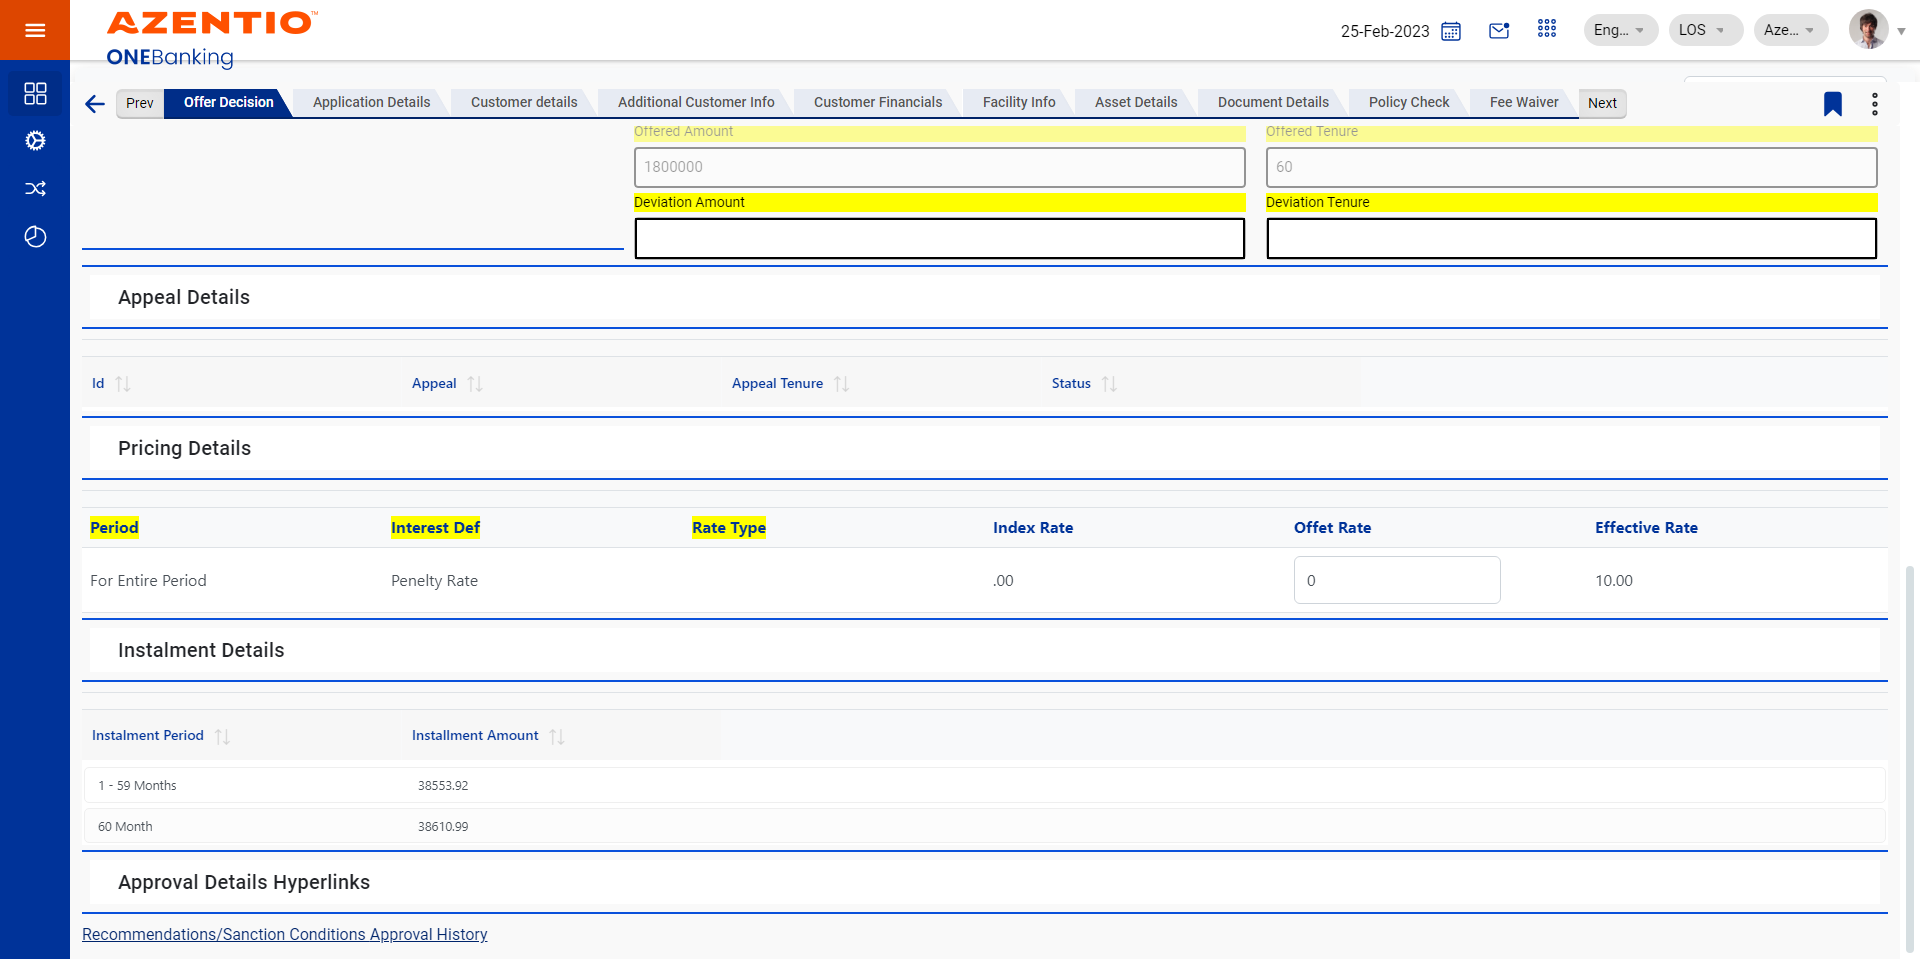 AZENTIO™
ONEBanking
25-Feb-2023
Eng...
LOS
Aze...
Prev
Offer Decision
Application Details
Customer details
Additional Customer Info
Customer Financials
Facility Info
Asset Details
Document Details
Policy Check
Fee Waiver
Next
Offered Amount
Offered Tenure
1800000
60
Deviation Amount
Deviation Tenure
Appeal Details
Id
Appeal
Appeal Tenure
Status
Pricing Details
Period
Interest Def
Rate Type
Index Rate
Offet Rate
Effective Rate
For Entire Period
Penelty Rate
.00
0
10.00
Instalment Details
Instalment Period
Installment Amount
1 - 59 Months
38553.92
60 Month
38610.99
Approval Details Hyperlinks
Recommendations/Sanction Conditions Approval History